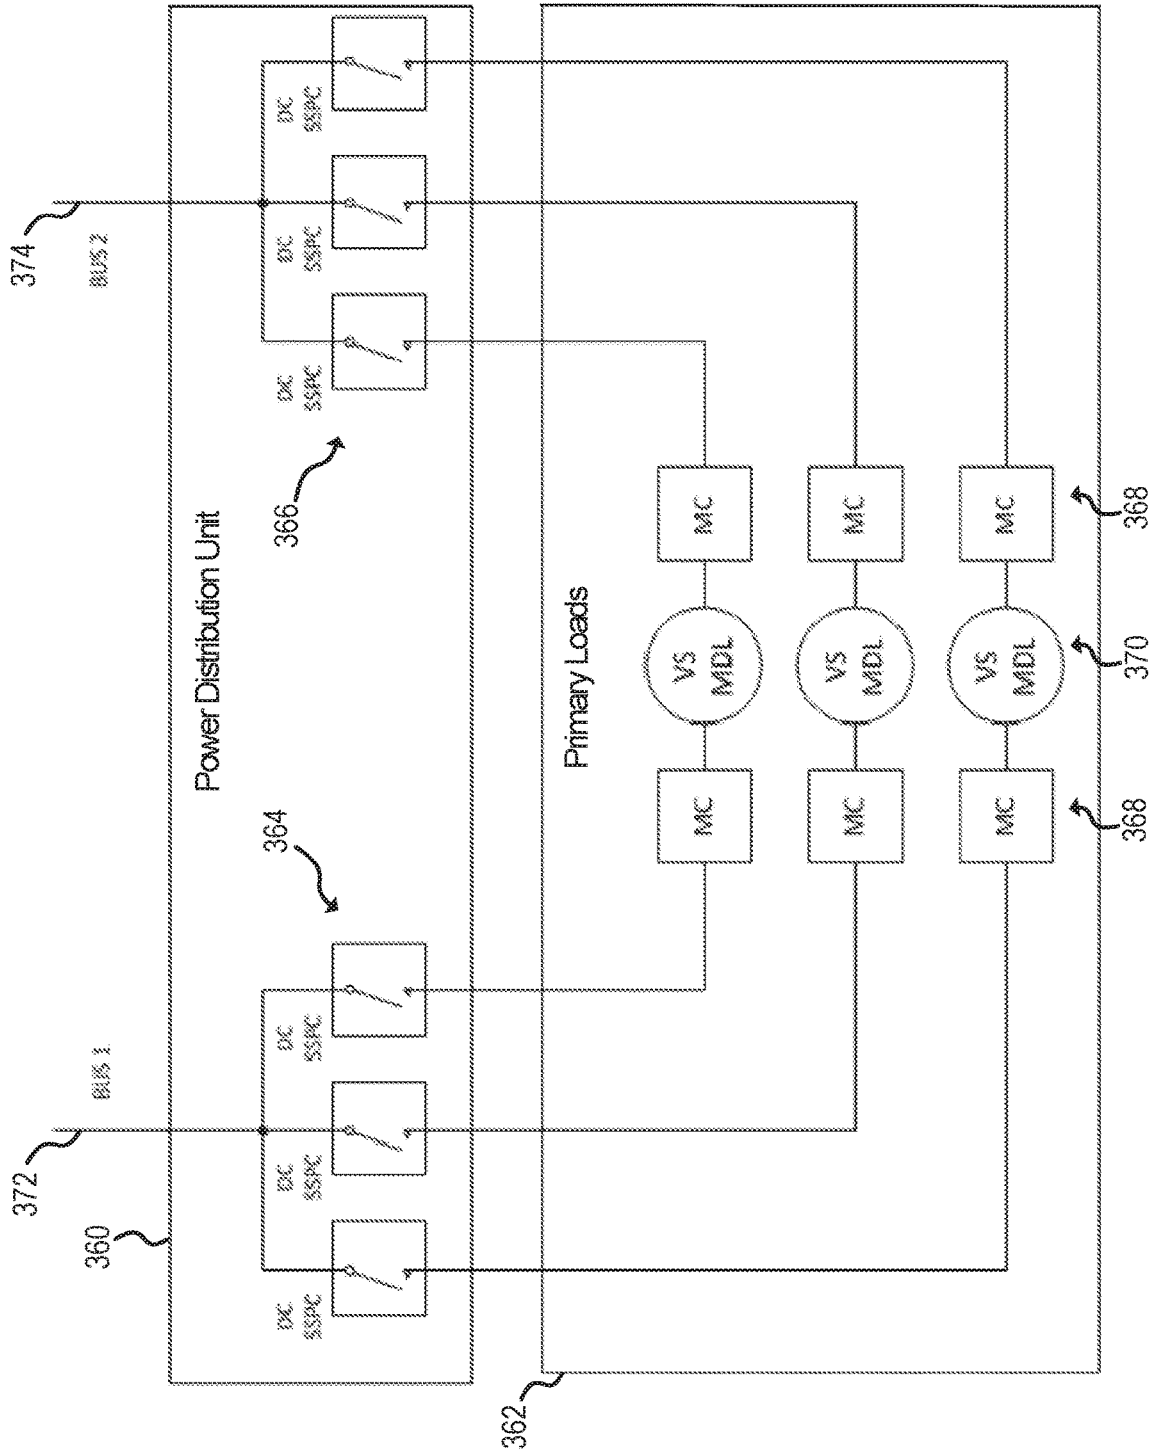 372
374
360
BUS 1
BUS 2
Power Distribution Unit
364
366
DC
SSPC
DC
SSPC
DC
SSPC
DC
SSPC
DC
SSPC
DC
SSPC
362
Primary Loads
MC
VS
MDL
MC
MC
VS
MDL
MC
MC
VS
MDL
MC
368
370
368